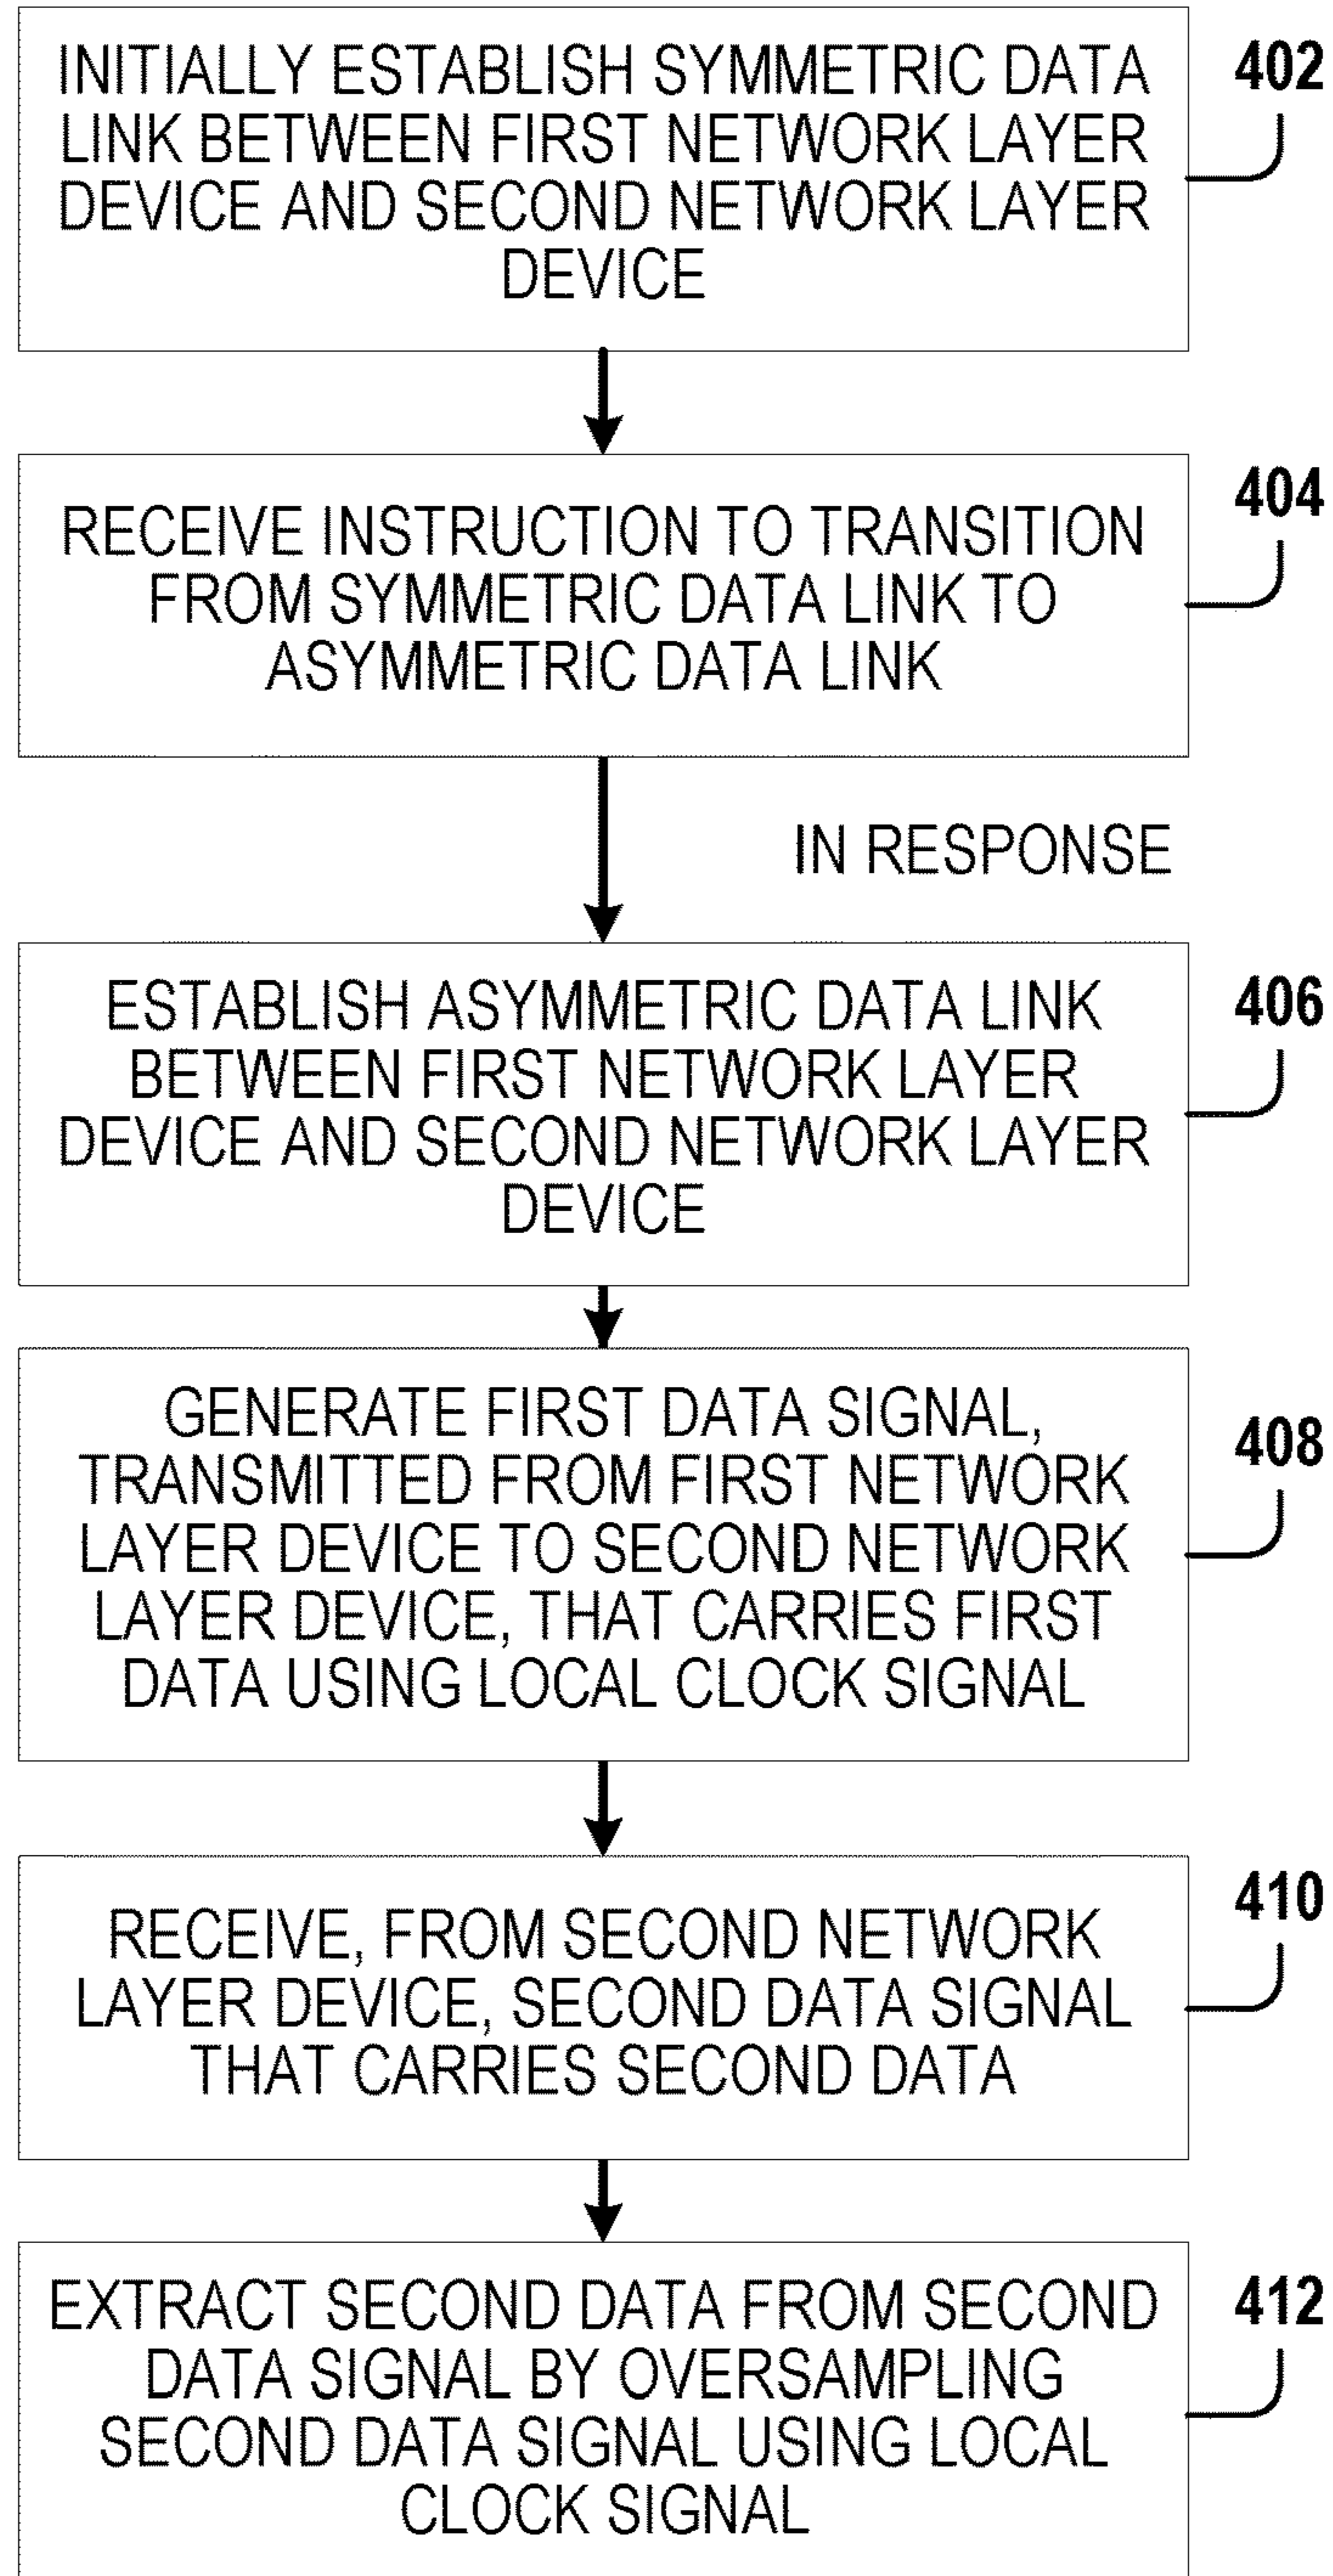 INITIALLY ESTABLISH SYMMETRIC DATA
LINK BETWEEN FIRST NETWORK LAYER
DEVICE AND SECOND NETWORK LAYER
DEVICE
402
RECEIVE INSTRUCTION TO TRANSITION
FROM SYMMETRIC DATA LINK TO
ASYMMETRIC DATA LINK
404
IN RESPONSE
ESTABLISH ASYMMETRIC DATA LINK
BETWEEN FIRST NETWORK LAYER
DEVICE AND SECOND NETWORK LAYER
DEVICE
406
GENERATE FIRST DATA SIGNAL,
TRANSMITTED FROM FIRST NETWORK
LAYER DEVICE TO SECOND NETWORK
LAYER DEVICE, THAT CARRIES FIRST
DATA USING LOCAL CLOCK SIGNAL
408
RECEIVE, FROM SECOND NETWORK
LAYER DEVICE, SECOND DATA SIGNAL
THAT CARRIES SECOND DATA
410
EXTRACT SECOND DATA FROM SECOND
DATA SIGNAL BY OVERSAMPLING
SECOND DATA SIGNAL USING LOCAL
CLOCK SIGNAL
412